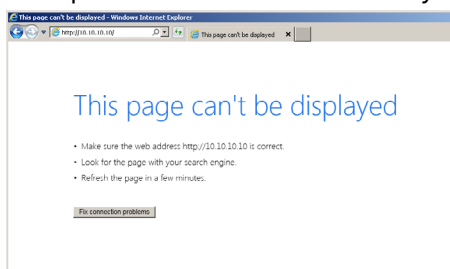 This page can't be displayed - Windows Internet Explorer
http://10.10.10.10/
This page can't be displayed
This page can't be displayed
• Make sure the web address http://10.10.10.10 is correct.
• Look for the page with your search engine.
• Refresh the page in a few minutes.
Fix connection problems